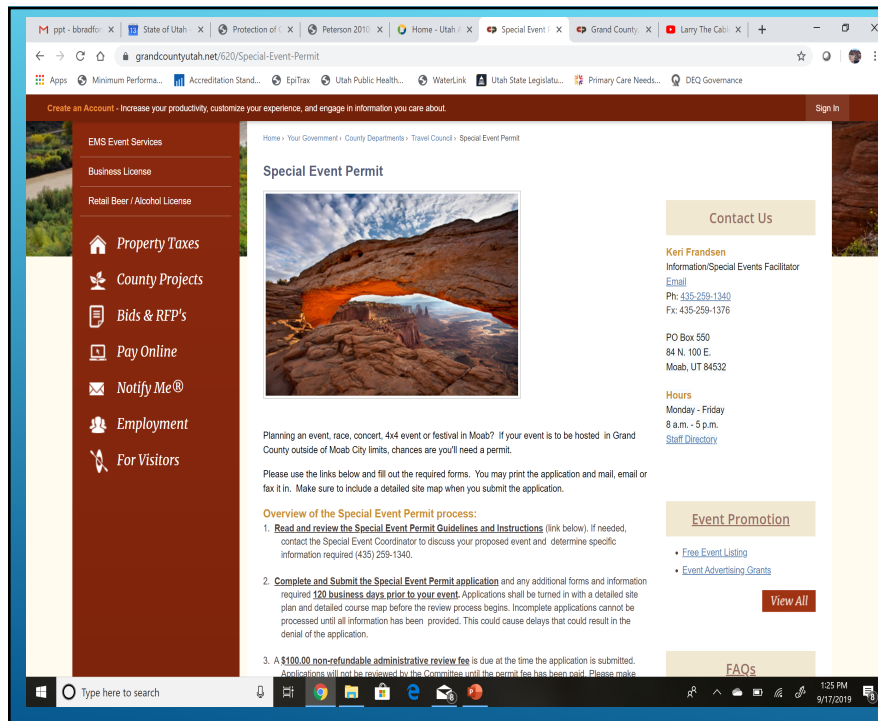 M ppt - bbradfor X
13 State of Utah - X
Protection of C X
Peterson 2010 X
Home - Utah A X
Special Event P X
Grand County, X
Larry The Cabl X
+
grandcountyutah.net/620/Special-Event-Permit
Apps
Minimum Performa...
Accreditation Stand...
EpiTrax
Utah Public Health...
WaterLink
Utah State Legislatu...
Primary Care Needs...
DEQ Governance
Create an Account - Increase your productivity, customize your experience, and engage in information you care about.
Sign In
EMS Event Services
Business License
Retail Beer / Alcohol License
Property Taxes
County Projects
Bids & RFP's
Pay Online
Notify Me®
Employment
For Visitors
Home › Your Government › County Departments › Travel Council › Special Event Permit
Special Event Permit
Planning an event, race, concert, 4x4 event or festival in Moab? If your event is to be hosted in Grand
County outside of Moab City limits, chances are you'll need a permit.
Please use the links below and fill out the required forms. You may print the application and mail, email or
fax it in. Make sure to include a detailed site map when you submit the application.
Overview of the Special Event Permit process:
1. Read and review the Special Event Permit Guidelines and Instructions (link below). If needed,
contact the Special Event Coordinator to discuss your proposed event and determine specific
information required (435) 259-1340.
2. Complete and Submit the Special Event Permit application and any additional forms and information
required 120 business days prior to your event. Applications shall be turned in with a detailed site
plan and detailed course map before the review process begins. Incomplete applications cannot be
processed until all information has been provided. This could cause delays that could result in the
denial of the application.
3. A $100.00 non-refundable administrative review fee is due at the time the application is submitted.
Applications will not be reviewed by the Committee until the permit fee has been paid. Please make
Contact Us
Keri Frandsen
Information/Special Events Facilitator
Email
Ph: 435-259-1340
Fx: 435-259-1376
PO Box 550
84 N. 100 E.
Moab, UT 84532
Hours
Monday - Friday
8 a.m. - 5 p.m.
Staff Directory
Event Promotion
• Free Event Listing
• Event Advertising Grants
View All
FAQs
Type here to search
1:25 PM
9/17/2019